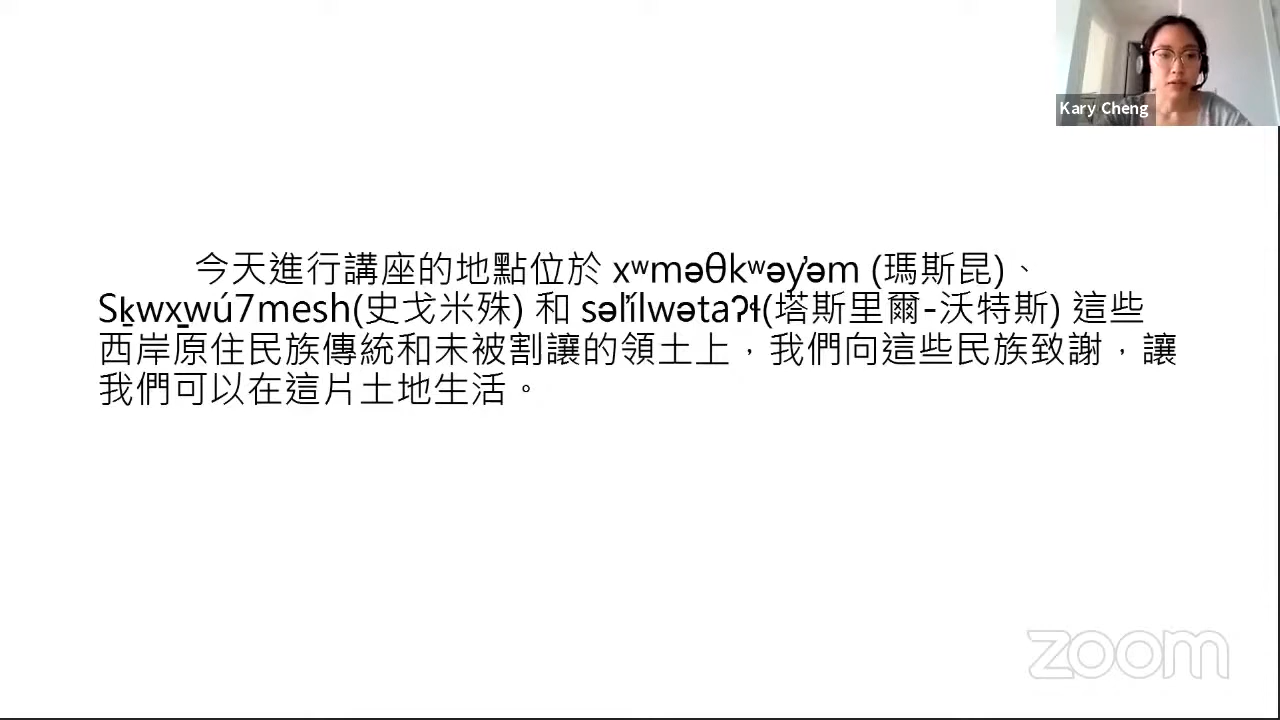 Kary Cheng
今天進行講座的地點位於 xʷməθkʷəy̓əm (瑪斯昆)、
Sḵwx̱wú7mesh(史戈米殊) 和 səl̓ílwətaʔɬ(塔斯里爾-沃特斯) 這些
西岸原住民族傳統和未被割讓的領土上，我們向這些民族致謝，讓
我們可以在這片土地生活。
zoom